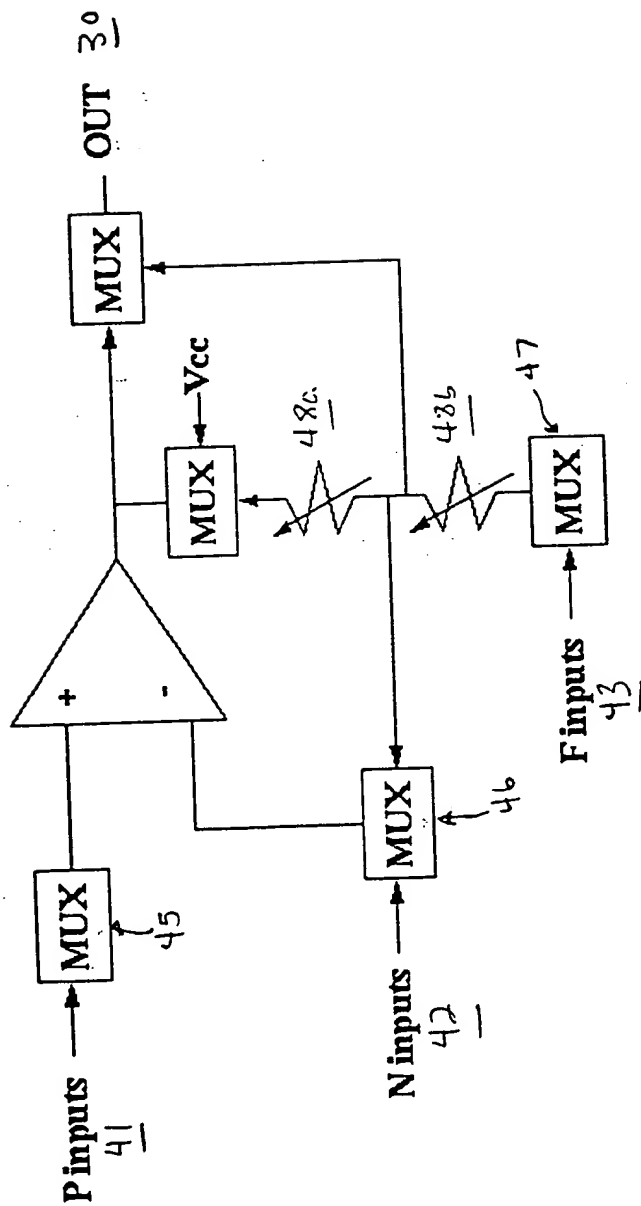 P inputs
41
MUX
45
+
-
MUX
OUT 30
MUX
Vcc
48a
48b
N inputs
42
MUX
46
F inputs
43
MUX
47